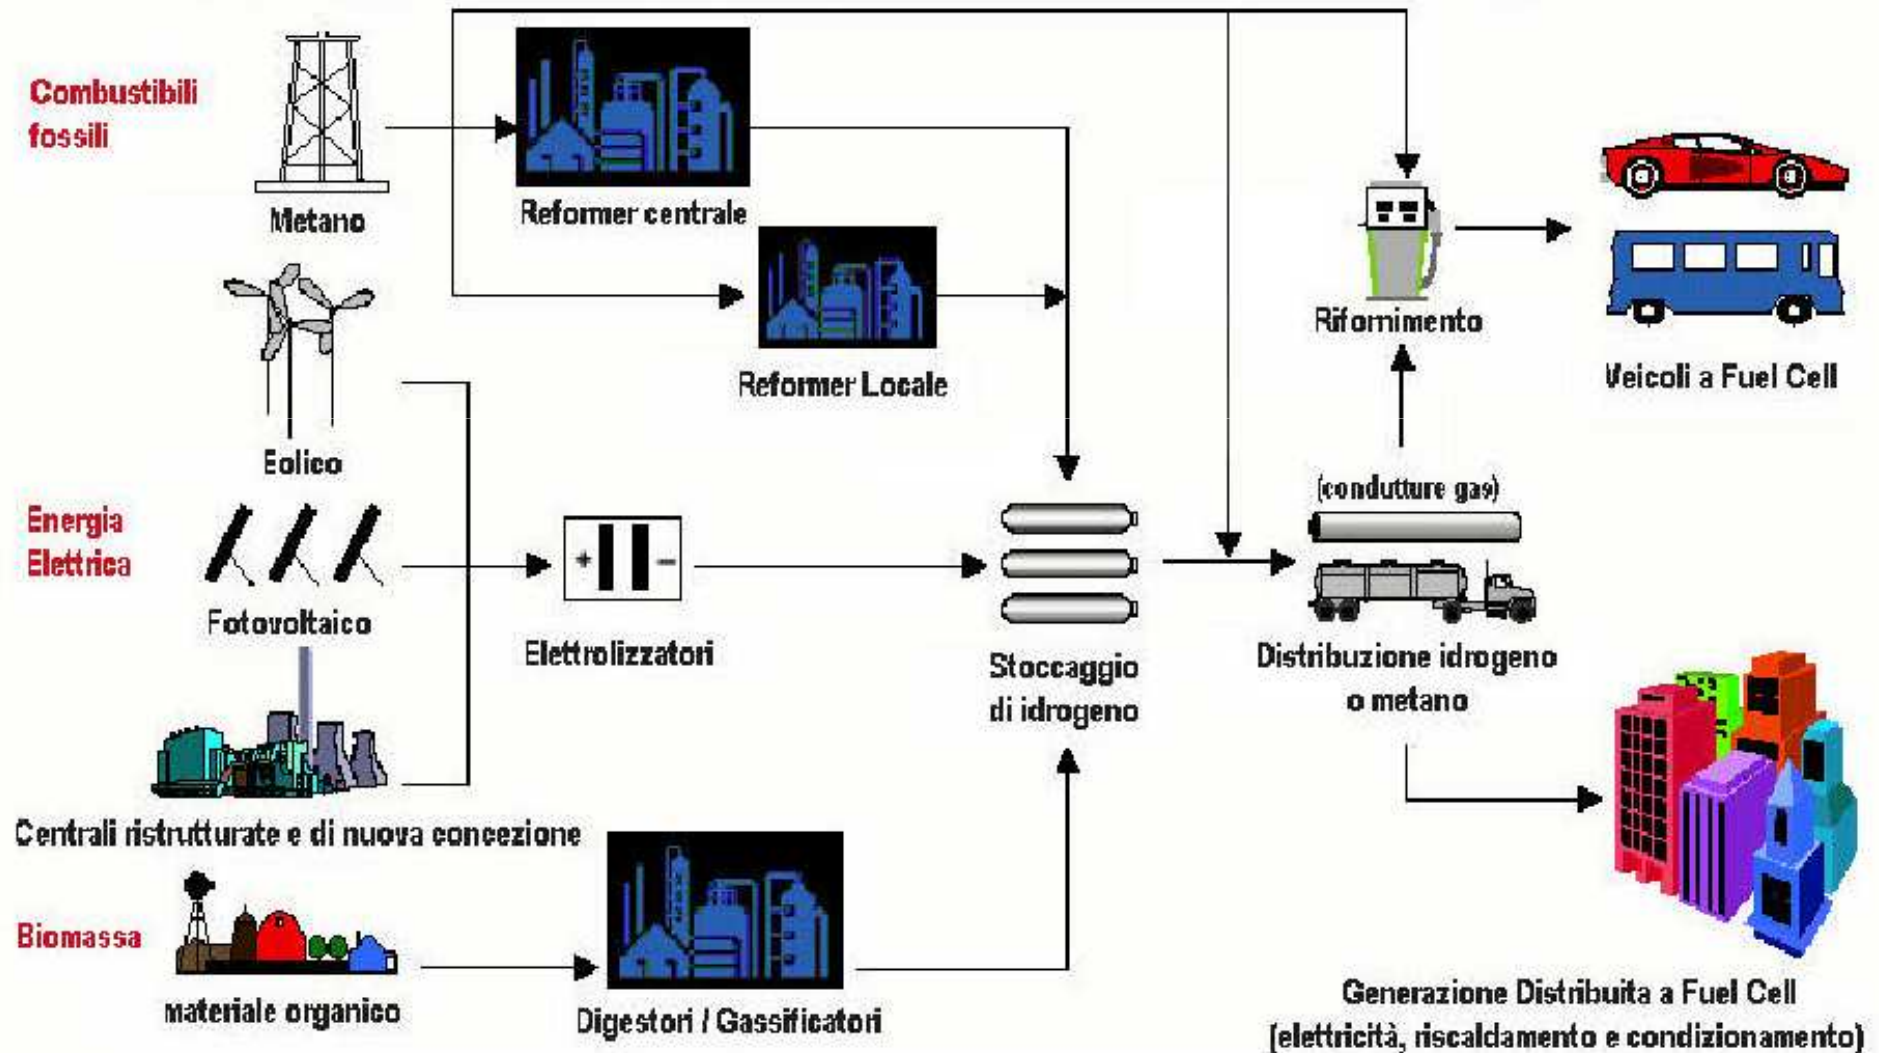 Combustibili
fossili
Metano
Reformer centrale
Reformer Locale
Rifornimento
Veicoli a Fuel Cell
Eolico
Energia
Elettrica
Fotovoltaico
+ –
Elettrolizzatori
Stoccaggio
di idrogeno
(condutture gas)
Distribuzione idrogeno
o metano
Centrali ristrutturate e di nuova concezione
Biomassa
materiale organico
Digestori / Gassificatori
Generazione Distribuita a Fuel Cell
(elettricità, riscaldamento e condizionamento)